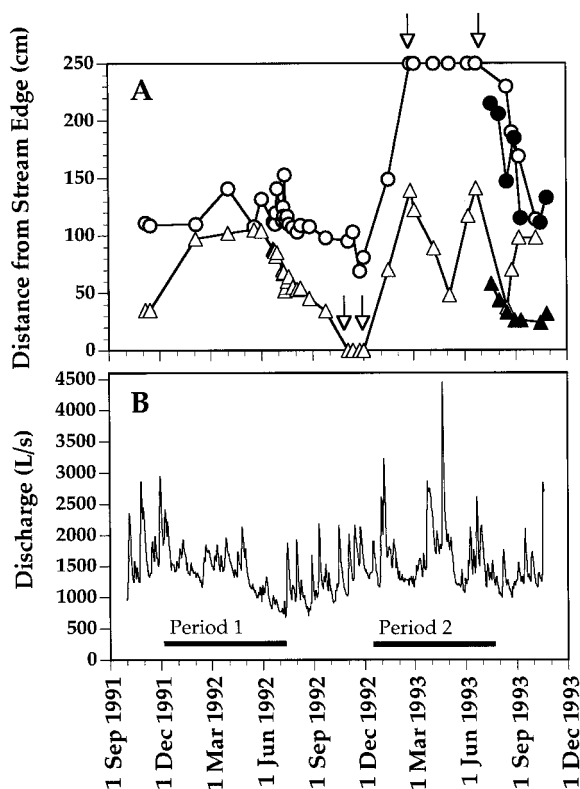 Distance from Stream Edge (cm)
A
250
200
150
100
50
0
Discharge (L/s)
B
4500
4000
3500
3000
2500
2000
1500
1000
500
0
Period 1
Period 2
1 Sep 1991
1 Dec 1991
1 Mar 1992
1 Jun 1992
1 Sep 1992
1 Dec 1992
1 Mar 1993
1 Jun 1993
1 Sep 1993
1 Dec 1993